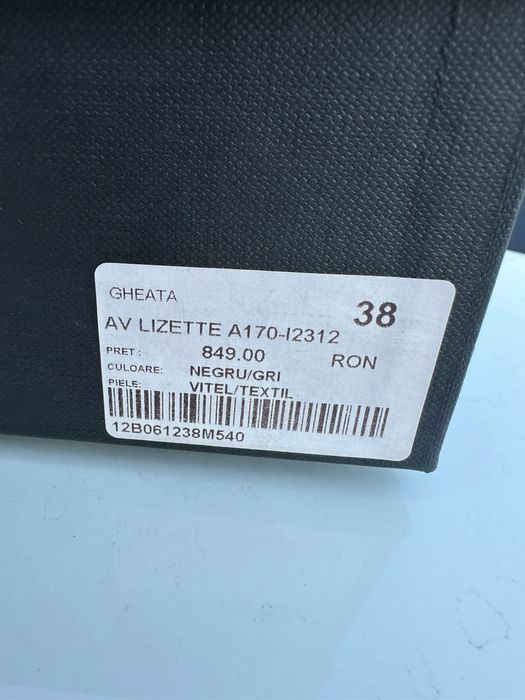 GHEATA
38
AV LIZETTE A170-I2312
PRET: 849.00 RON
CULOARE: NEGRU/GRI
PIELE: VITEL/TEXTIL
12B061238M540